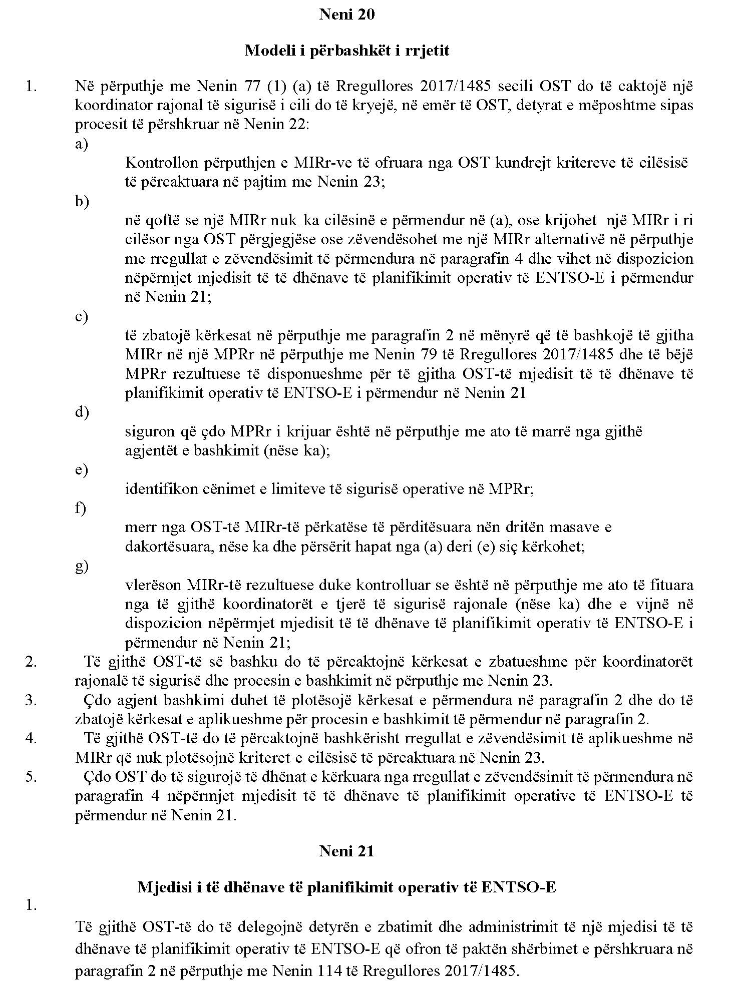 Neni 20
Modeli i përbashkët i rrjetit
1. Në përputhje me Nenin 77 (1) (a) të Rregullores 2017/1485 secili OST do të caktojë një
koordinator rajonal të sigurisë i cili do të kryejë, në emër të OST, detyrat e mëposhtme sipas
procesit të përshkruar në Nenin 22:
a)
Kontrollon përputhjen e MIRr-ve të ofruara nga OST kundrejt kritereve të cilësisë
të përcaktuara në pajtim me Nenin 23;
b)
në qoftë se një MIRr nuk ka cilësinë e përmendur në (a), ose krijohet një MIRr i ri
cilësor nga OST përgjegjëse ose zëvendësohet me një MIRr alternativë në përputhje
me rregullat e zëvendësimit të përmendura në paragrafin 4 dhe vihet në dispozicion
nëpërmjet mjedisit të të dhënave të planifikimit operativ të ENTSO-E i përmendur
në Nenin 21;
c)
të zbatojë kërkesat në përputhje me paragrafin 2 në mënyrë që të bashkojë të gjitha
MIRr në një MPRr në përputhje me Nenin 79 të Rregullores 2017/1485 dhe të bëjë
MPRr rezultuese të disponueshme për të gjitha OST-të mjedisit të të dhënave të
planifikimit operativ të ENTSO-E i përmendur në Nenin 21
d)
siguron që çdo MPRr i krijuar është në përputhje me ato të marrë nga gjithë
agjentët e bashkimit (nëse ka);
e)
identifikon cënimet e limiteve të sigurisë operative në MPRr;
f)
merr nga OST-të MIRr-të përkatëse të përditësuara nën dritën masave e
dakortësuara, nëse ka dhe përsërit hapat nga (a) deri (e) siç kërkohet;
g)
vlerëson MIRr-të rezultuese duke kontrolluar se është në përputhje me ato të fituara
nga të gjithë koordinatorët e tjerë të sigurisë rajonale (nëse ka) dhe e vijnë në
dispozicion nëpërmjet mjedisit të të dhënave të planifikimit operativ të ENTSO-E i
përmendur në Nenin 21;
2. Të gjithë OST-të së bashku do të përcaktojnë kërkesat e zbatueshme për koordinatorët
rajonalë të sigurisë dhe procesin e bashkimit në përputhje me Nenin 23.
3. Çdo agjent bashkimi duhet të plotësojë kërkesat e përmendura në paragrafin 2 dhe do të
zbatojë kërkesat e aplikueshme për procesin e bashkimit të përmendur në paragrafin 2.
4. Të gjithë OST-të do të përcaktojnë bashkërisht rregullat e zëvendësimit të aplikueshme në
MIRr që nuk plotësojnë kriteret e cilësisë të përcaktuara në Nenin 23.
5. Çdo OST do të sigurojë të dhënat e kërkuara nga rregullat e zëvendësimit të përmendura në
paragrafin 4 nëpërmjet mjedisit të të dhënave të planifikimit operative të ENTSO-E të
përmendur në Nenin 21.
Neni 21
Mjedisi i të dhënave të planifikimit operativ të ENTSO-E
1.
Të gjithë OST-të do të delegojnë detyrën e zbatimit dhe administrimit të një mjedisi të të
dhënave të planifikimit operativ të ENTSO-E që ofron të paktën shërbimet e përshkruara në
paragrafin 2 në përputhje me Nenin 114 të Rregullores 2017/1485.